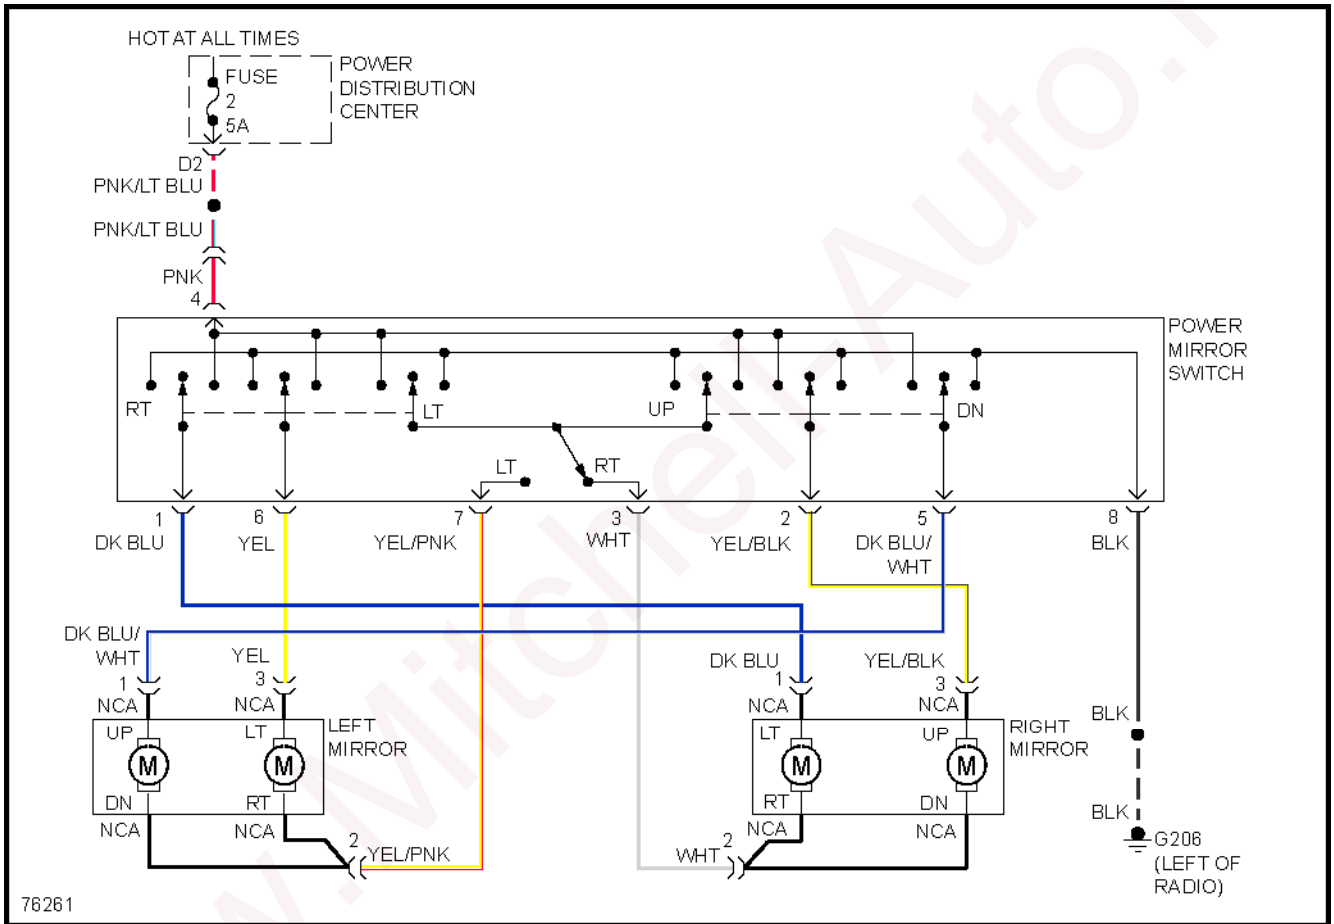 HOT AT ALL TIMES
FUSE
2
5A
POWER
DISTRIBUTION
CENTER
D2
PNK/LT BLU
PNK/LT BLU
PNK
4
POWER
MIRROR
SWITCH
RT
LT
UP
DN
LT
RT
1
6
7
3
2
5
8
DK BLU
YEL
YEL/PNK
WHT
YEL/BLK
DK BLU/
WHT
BLK
DK BLU/
WHT
YEL
DK BLU
YEL/BLK
1
3
1
3
NCA
NCA
NCA
NCA
BLK
UP
LT
LEFT
MIRROR
LT
UP
RIGHT
MIRROR
M
M
M
M
DN
RT
RT
DN
NCA
NCA
NCA
NCA
BLK
2
YEL/PNK
WHT
2
G206
(LEFT OF
RADIO)
76261
www.Mitchell-Auto.r